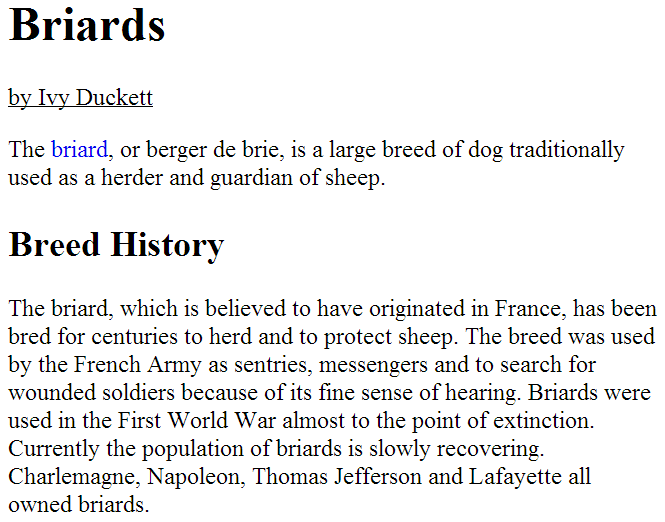 Briards
by Ivy Duckett
The briard, or berger de brie, is a large breed of dog traditionally
used as a herder and guardian of sheep.
Breed History
The briard, which is believed to have originated in France, has been
bred for centuries to herd and to protect sheep. The breed was used
by the French Army as sentries, messengers and to search for
wounded soldiers because of its fine sense of hearing. Briards were
used in the First World War almost to the point of extinction.
Currently the population of briards is slowly recovering.
Charlemagne, Napoleon, Thomas Jefferson and Lafayette all
owned briards.